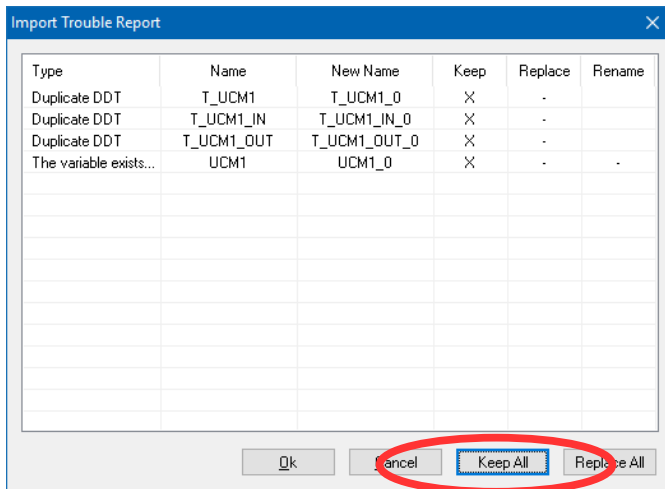 Import Trouble Report
Type Name New Name Keep Replace Rename
Duplicate DDT T_UCM1 T_UCM1_0 X -
Duplicate DDT T_UCM1_IN T_UCM1_IN_0 X -
Duplicate DDT T_UCM1_OUT T_UCM1_OUT_0 X -
The variable exists... UCM1 UCM1_0 X - -
Ok Cancel Keep All Replace All